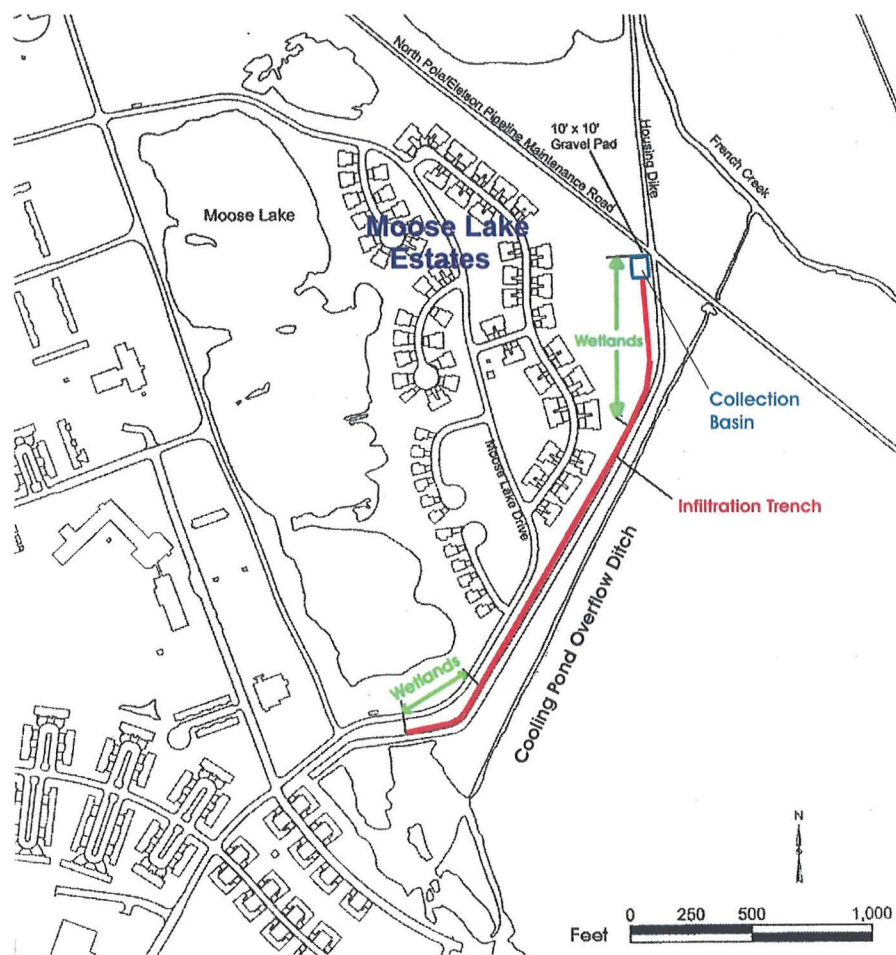 North Pole/Eielson Pipeline Maintenance Road
10' x 10'
Gravel Pad
Housing Dike
French Creek
Moose Lake
Moose Lake
Estates
Wetlands
Collection
Basin
Moose Lake Drive
Infiltration Trench
Cooling Pond Overflow Ditch
Wetlands
N
Feet
0 250 500 1,000